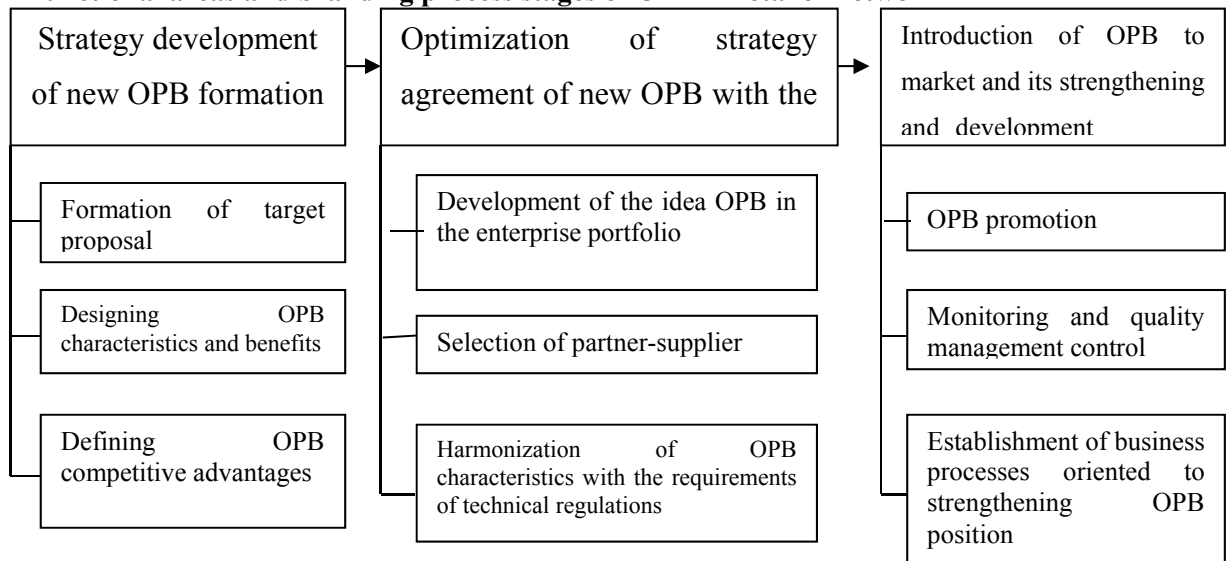 Strategy development
of new OPB formation
Optimization of strategy
agreement of new OPB with the
Introduction of OPB to
market and its strengthening
and development
Formation of target
proposal
Designing OPB
characteristics and benefits
Defining OPB
competitive advantages
Development of the idea OPB in
the enterprise portfolio
Selection of partner-supplier
Harmonization of OPB
characteristics with the requirements
of technical regulations
OPB promotion
Monitoring and quality
management control
Establishment of business
processes oriented to
strengthening OPB
position